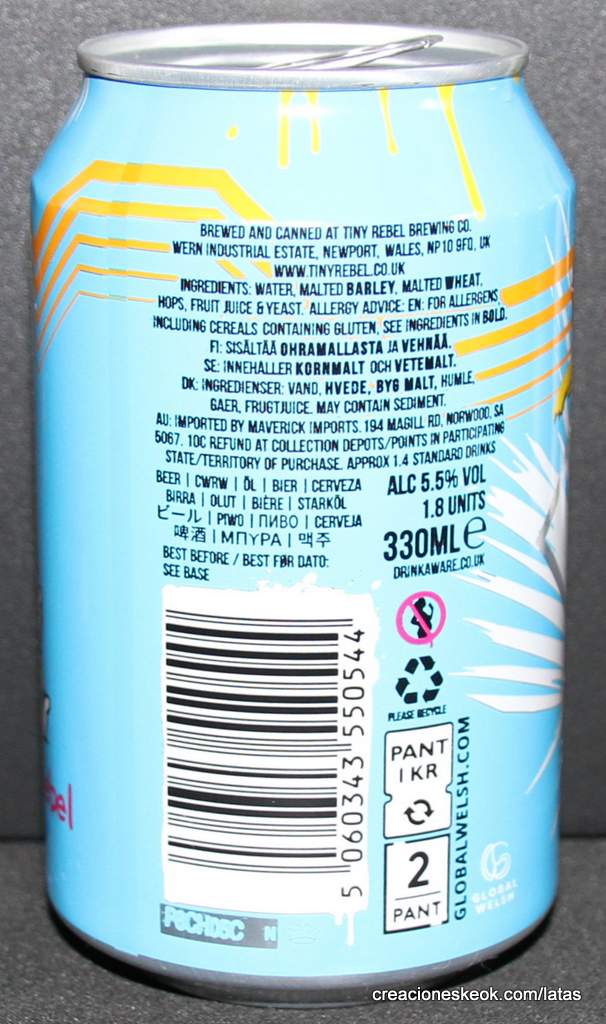 BREWED AND CANNED AT TINY REBEL BREWING CO.
WERN INDUSTRIAL ESTATE, NEWPORT, WALES, NP10 9FQ, UK
WWW.TINYREBEL.CO.UK
INGREDIENTS: WATER, MALTED BARLEY, MALTED WHEAT,
HOPS, FRUIT JUICE & YEAST. ALLERGY ADVICE: EN: FOR ALLERGENS
INCLUDING CEREALS CONTAINING GLUTEN, SEE INGREDIENTS IN BOLD.
FI: SISÄLTÄÄ OHRAMALLASTA JA VEHNÄÄ.
SE: INNEHALLER KORNMALT OCH VETEMALT.
DK: INGREDIENSER: VAND, HVEDE, BYG MALT, HUMLE,
GAER, FRUGTJUICE. MAY CONTAIN SEDIMENT.
AU: IMPORTED BY MAVERICK IMPORTS. 194 MAGILL RD, NORWOOD, SA
5067. 10C REFUND AT COLLECTION DEPOTS/POINTS IN PARTICIPATING
STATE/TERRITORY OF PURCHASE. APPROX 1.4 STANDARD DRINKS
BEER | CWRW | ÖL | BIER | CERVEZA
BIRRA | OLUT | BIÈRE | STARKÖL
ビール | PIWO | ПИВО | CERVEJA
啤酒 | ΜΠΥΡΑ | 맥주
BEST BEFORE / BEST FØR DATO:
SEE BASE
ALC 5.5% VOL
1.8 UNITS
330ML e
DRINKAWARE.CO.UK
PLEASE RECYCLE
PANT
1 KR
2
PANT
GLOBALWELSH.COM
GLOBAL
WELSH
5 060343 550544
N
ebel
creacioneskeok.com/latas